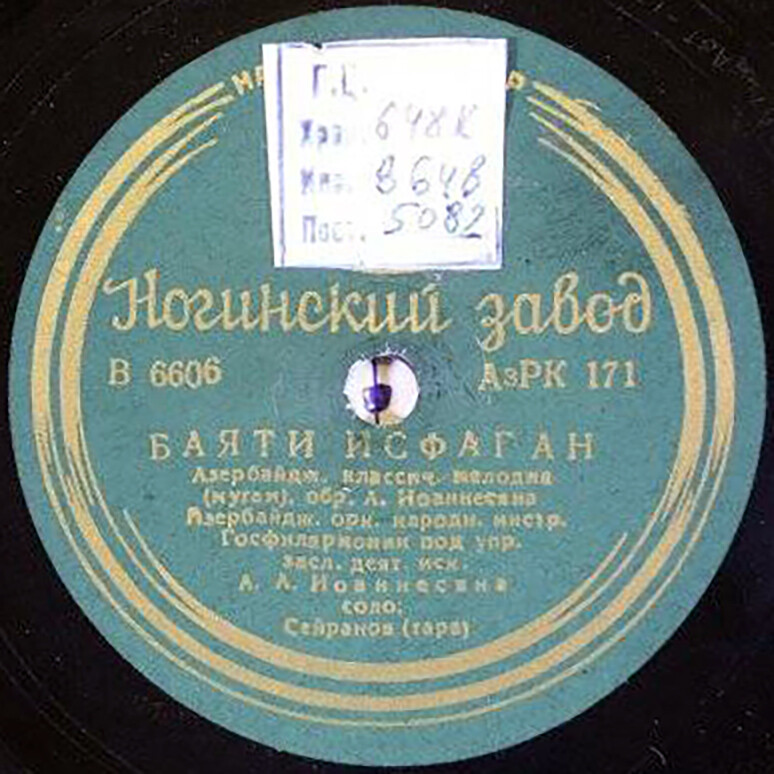 Г.Ц.
Хран. 648К
Инв. В648
Пост. 5082
Ногинский завод
В 6606 АзРК 171
БАЯТИ ИСФАГАН
Азербайдж. классич. мелодия
(мугам), обр. А. Иоаннесяна
Азербайдж. орк. народн. инстр.
Госфилярмонии под упр.
засл. деят. иск.
А. А. Иоаннесяна
соло:
Сейранов (тара)